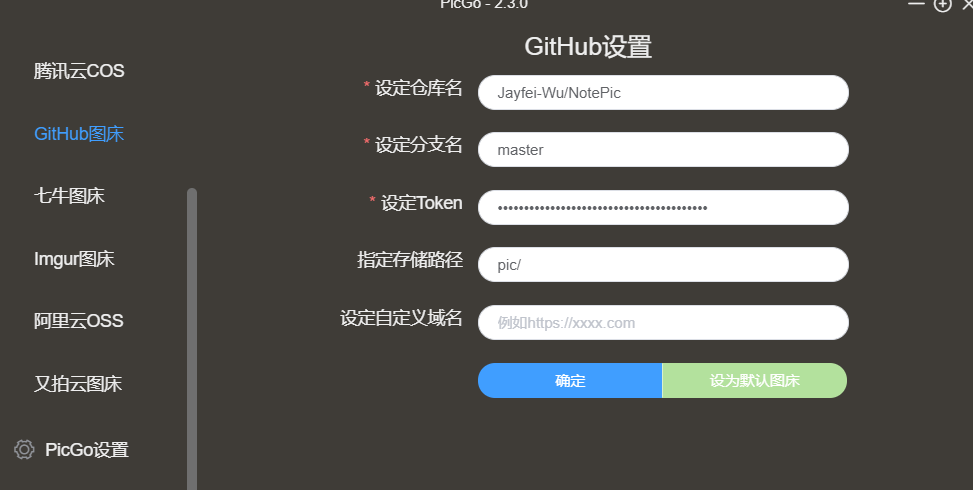 PicGo - 2.3.0
腾讯云COS
GitHub图床
七牛图床
Imgur图床
阿里云OSS
又拍云图床
PicGo设置
GitHub设置
* 设定仓库名
Jayfei-Wu/NotePic
* 设定分支名
master
* 设定Token
••••••••••••••••••••••••••••••••••••••••
指定存储路径
pic/
设定自定义域名
例如https://xxxx.com
确定
设为默认图床